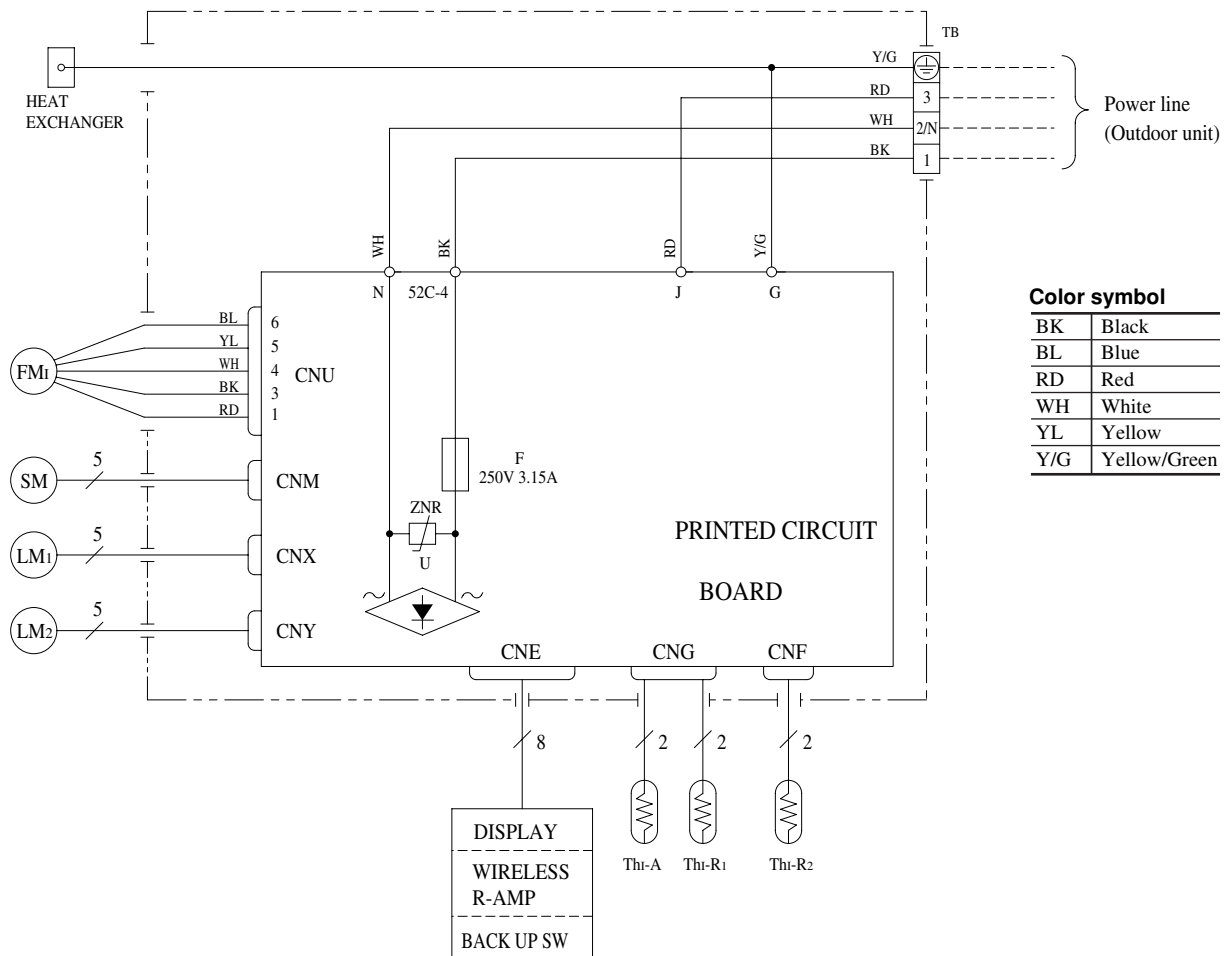 TB
Y/G
HEAT
EXCHANGER
RD
3
WH
2/N
BK
1
Power line
(Outdoor unit)
WH
BK
RD
Y/G
N
52C-4
J
G
Color symbol
BK Black
BL Blue
RD Red
WH White
YL Yellow
Y/G Yellow/Green
FMI
BL 6
YL 5
WH 4
BK 3
RD 1
CNU
SM
5
CNM
F
250V 3.15A
ZNR
U
PRINTED CIRCUIT
BOARD
LM1
5
CNX
LM2
5
CNY
CNE
CNG
CNF
8
2
2
2
DISPLAY
WIRELESS
R-AMP
BACK UP SW
ThI-A
ThI-R1
ThI-R2